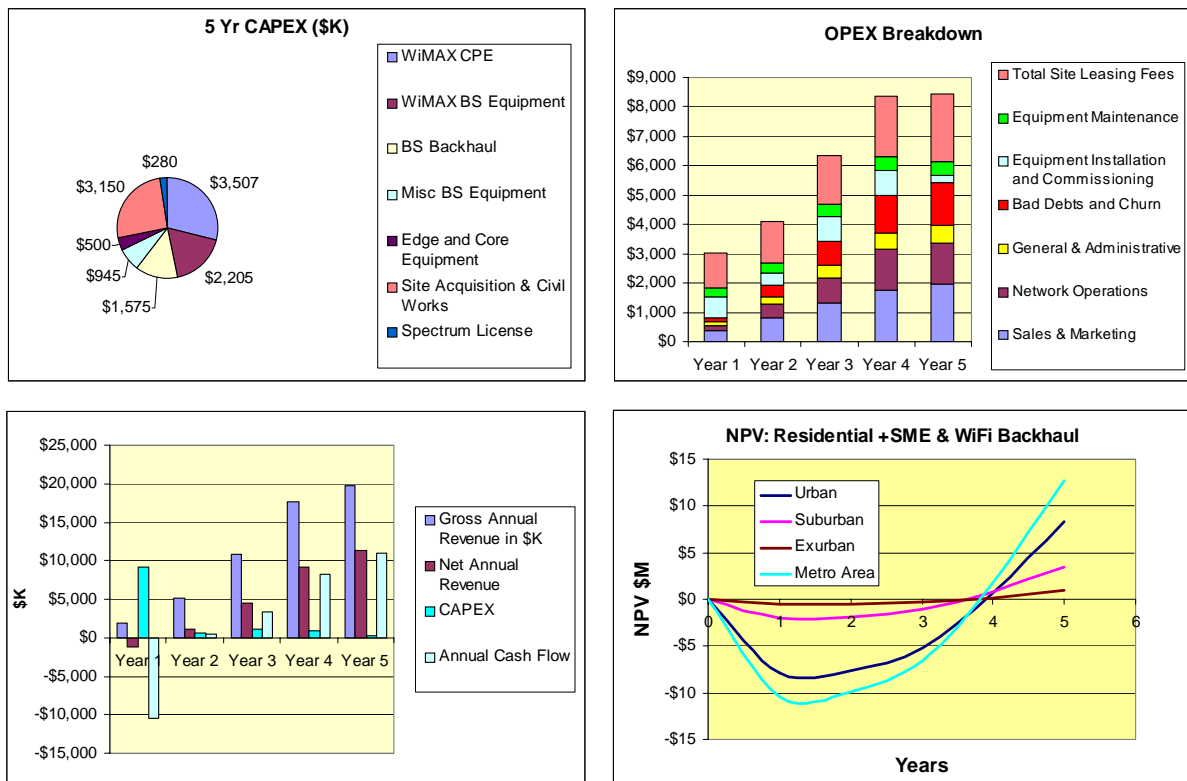 5 Yr CAPEX ($K)
$280
$3,150
$3,507
$500
$945
$2,205
$1,575
WiMAX CPE
WiMAX BS Equipment
BS Backhaul
Misc BS Equipment
Edge and Core
Equipment
Site Acquisition & Civil
Works
Spectrum License
OPEX Breakdown
$9,000
$8,000
$7,000
$6,000
$5,000
$4,000
$3,000
$2,000
$1,000
$0
Year 1 Year 2 Year 3 Year 4 Year 5
Total Site Leasing Fees
Equipment Maintenance
Equipment Installation
and Commissioning
Bad Debts and Churn
General & Administrative
Network Operations
Sales & Marketing
$K
$25,000
$20,000
$15,000
$10,000
$5,000
$0
-$5,000
-$10,000
-$15,000
Year 1 Year 2 Year 3 Year 4 Year 5
Gross Annual
Revenue in $K
Net Annual
Revenue
CAPEX
Annual Cash Flow
NPV: Residential +SME & WiFi Backhaul
NPV $M
$15
$10
$5
$0
-$5
-$10
-$15
0 1 2 3 4 5 6
Urban
Suburban
Exurban
Metro Area
Years